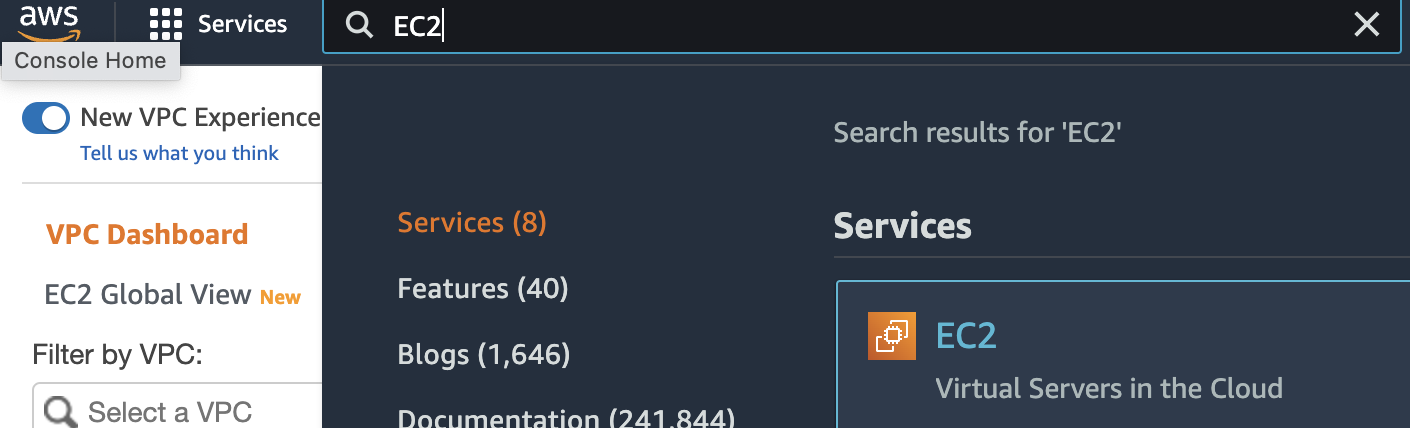 aws
Services
EC2
Console Home
New VPC Experience
Tell us what you think
VPC Dashboard
EC2 Global View New
Filter by VPC:
Select a VPC
Search results for 'EC2'
Services (8)
Features (40)
Blogs (1,646)
Documentation (241,844)
Services
EC2
Virtual Servers in the Cloud